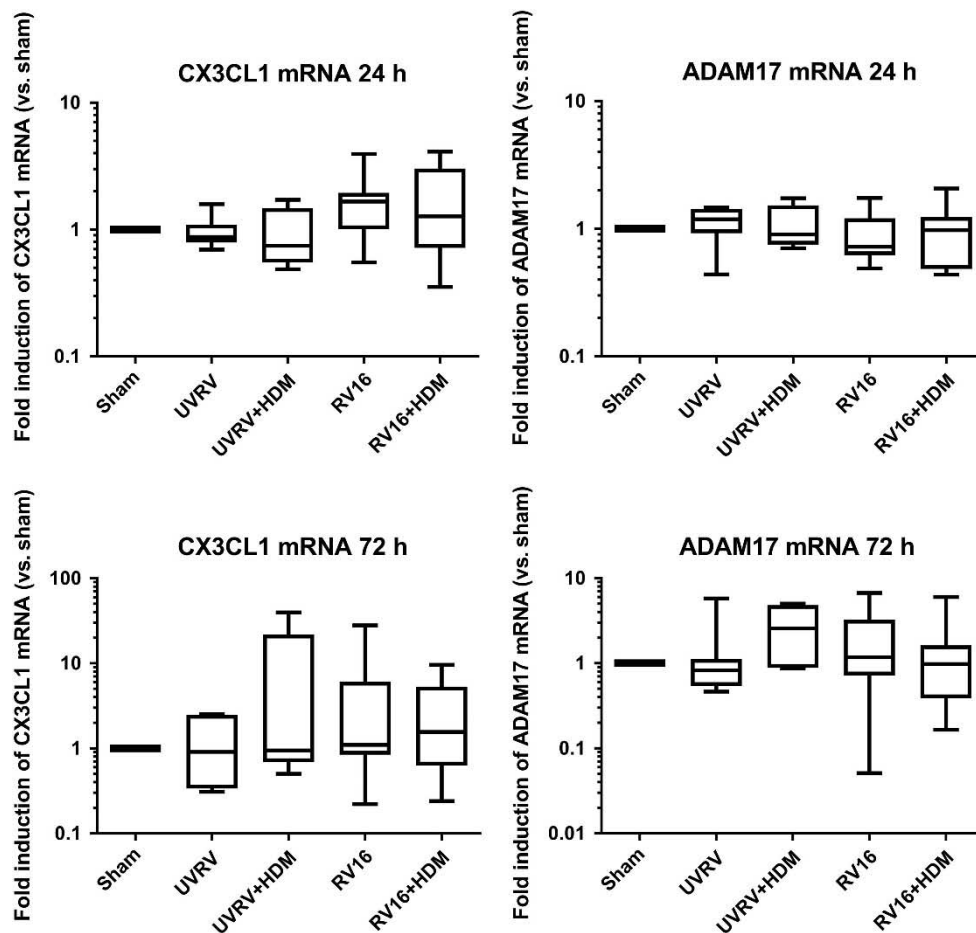 CX3CL1 mRNA 24 h
Fold induction of CX3CL1 mRNA (vs. sham)
10
1
0.1
Sham
UVRV
UVRV+HDM
RV16
RV16+HDM
ADAM17 mRNA 24 h
Fold induction of ADAM17 mRNA (vs. sham)
10
1
0.1
Sham
UVRV
UVRV+HDM
RV16
RV16+HDM
CX3CL1 mRNA 72 h
Fold induction of CX3CL1 mRNA (vs. sham)
100
10
1
0.1
Sham
UVRV
UVRV+HDM
RV16
RV16+HDM
ADAM17 mRNA 72 h
Fold induction of ADAM17 mRNA (vs. sham)
10
1
0.1
0.01
Sham
UVRV
UVRV+HDM
RV16
RV16+HDM